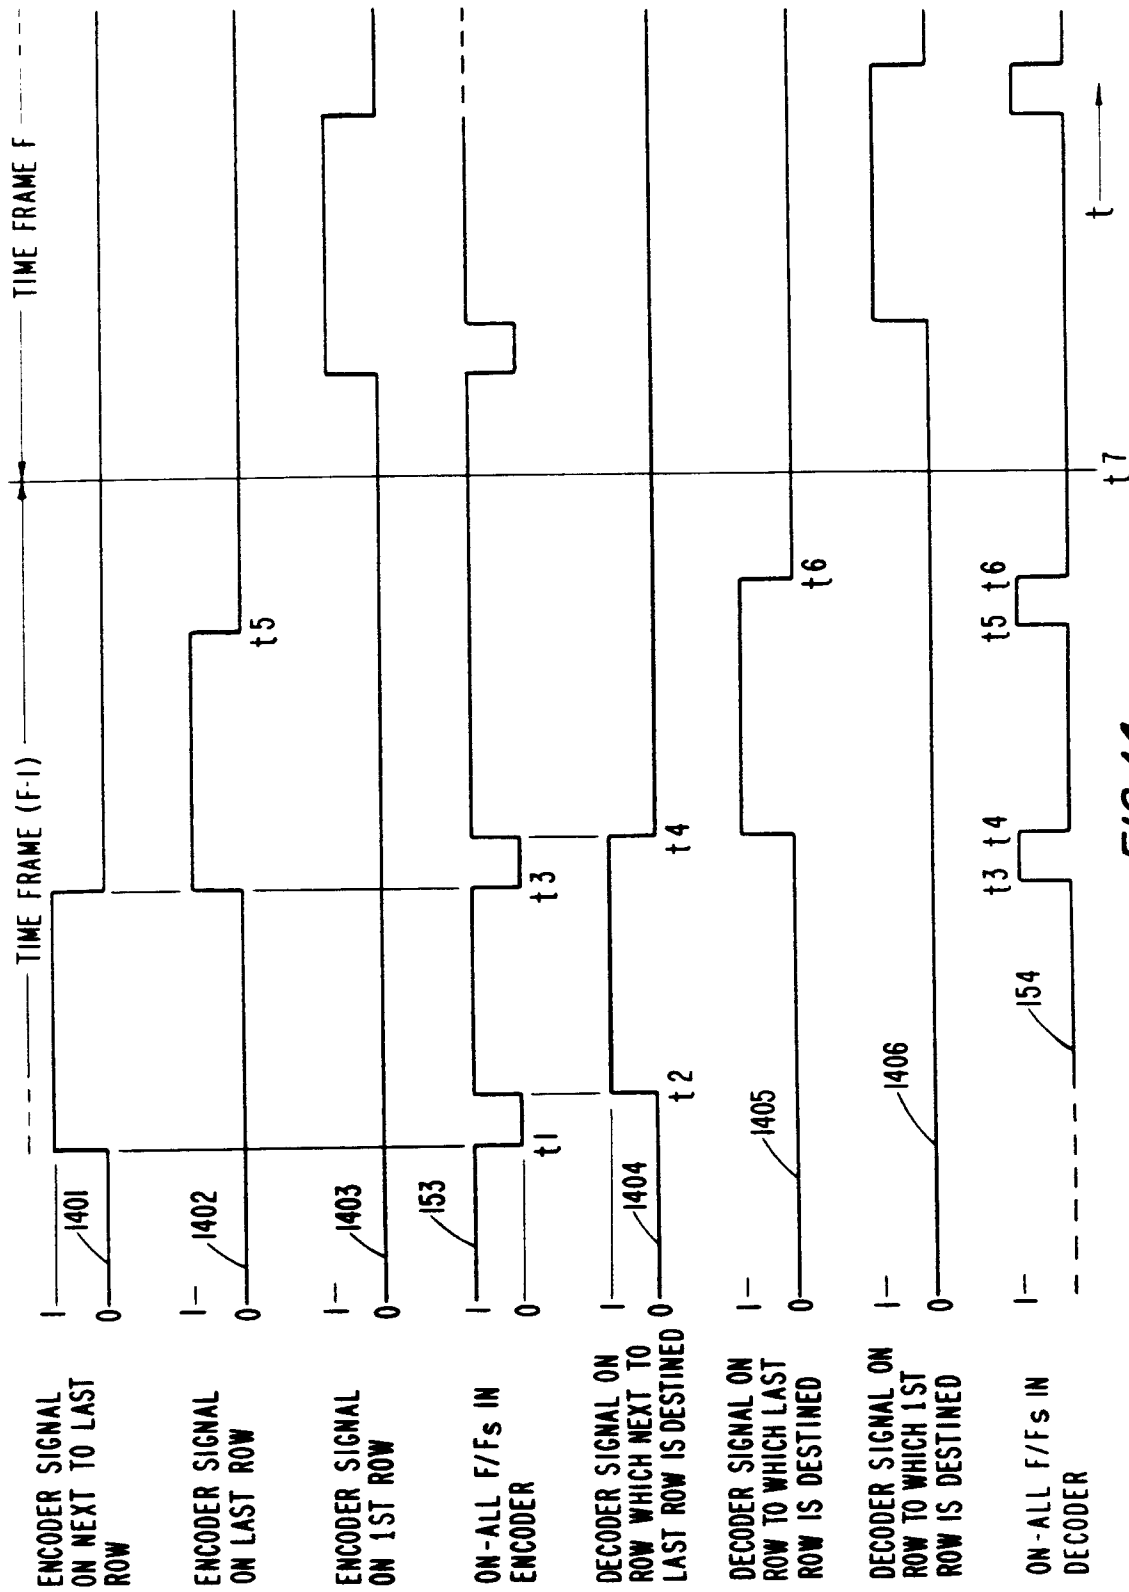 TIME FRAME (F-1)
TIME FRAME F
ENCODER SIGNAL
ON NEXT TO LAST
ROW
1
0
1401
ENCODER SIGNAL
ON LAST ROW
1
0
1402
t5
ENCODER SIGNAL
ON 1ST ROW
1
0
1403
ON-ALL F/Fs IN
ENCODER
1
0
153
t1
t3
DECODER SIGNAL ON
ROW WHICH NEXT TO
LAST ROW IS DESTINED
1
0
1404
t2
t4
DECODER SIGNAL ON
ROW TO WHICH LAST
ROW IS DESTINED
1
0
1405
t6
DECODER SIGNAL ON
ROW TO WHICH 1ST
ROW IS DESTINED
1
0
1406
ON-ALL F/Fs IN
DECODER
1
154
t3 t4
t5 t6
t7
t